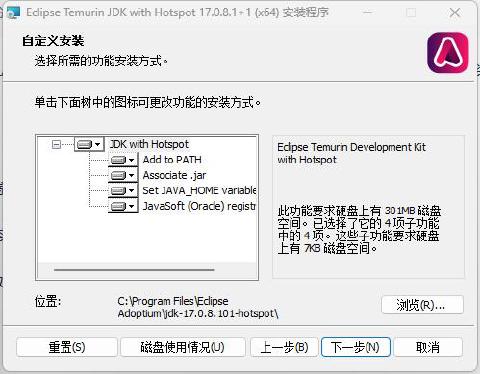 Eclipse Temurin JDK with Hotspot 17.0.8.1+1 (x64) 安装程序
自定义安装
选择所需的功能安装方式。
单击下面树中的图标可更改功能的安装方式。
JDK with Hotspot
Add to PATH
Associate .jar
Set JAVA_HOME variable
JavaSoft (Oracle) registr
Eclipse Temurin Development Kit
with Hotspot
此功能要求硬盘上有 301MB 磁盘
空间。已选择了它的 4 项子功能
中的 4 项。这些子功能要求硬盘
上有 7KB 磁盘空间。
位置:
C:\Program Files\Eclipse
Adoptium\jdk-17.0.8.101-hotspot\
浏览(R)...
重置(S)
磁盘使用情况(U)
上一步(B)
下一步(N)
取消